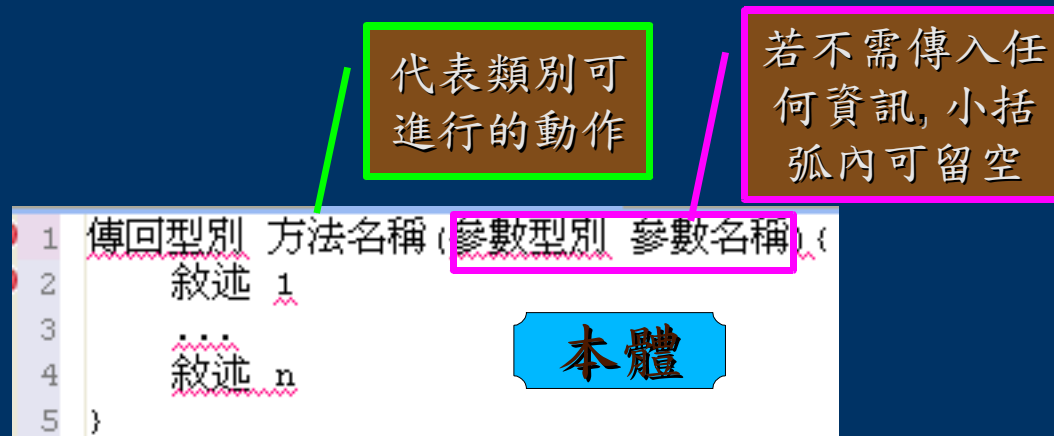 代表類別可
進行的動作
若不需傳入任
何資訊, 小括
弧內可留空
1 傳回型別 方法名稱(參數型別 參數名稱){
2 敘述 1
3 ...
4 敘述 n
5 }
本體